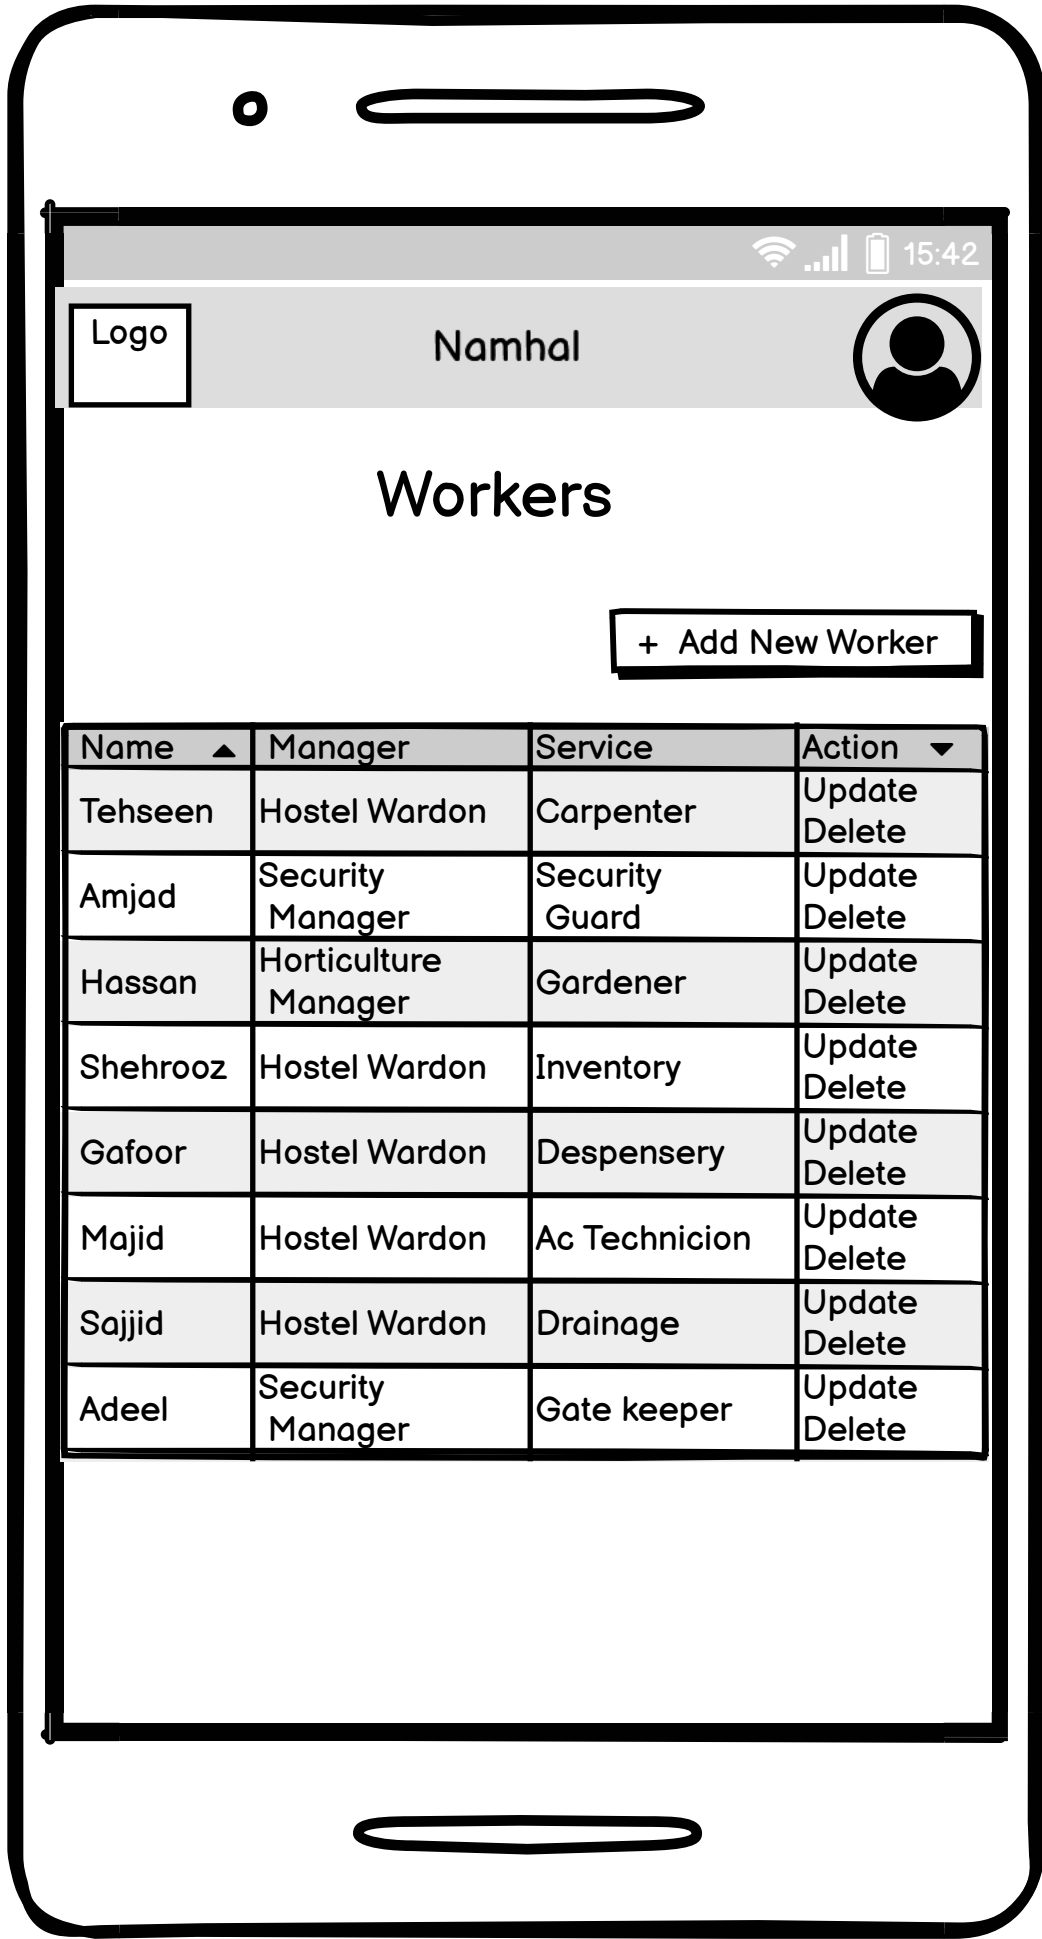 15:42
Logo
Namhal
Workers
+ Add New Worker
Name Manager Service Action
Tehseen Hostel Wardon Carpenter Update
Delete
Amjad Security Security Update
Manager Guard Delete
Hassan Horticulture Gardener Update
Manager Delete
Shehrooz Hostel Wardon Inventory Update
Delete
Gafoor Hostel Wardon Despensery Update
Delete
Majid Hostel Wardon Ac Technicion Update
Delete
Sajjid Hostel Wardon Drainage Update
Delete
Adeel Security Gate keeper Update
Manager Delete